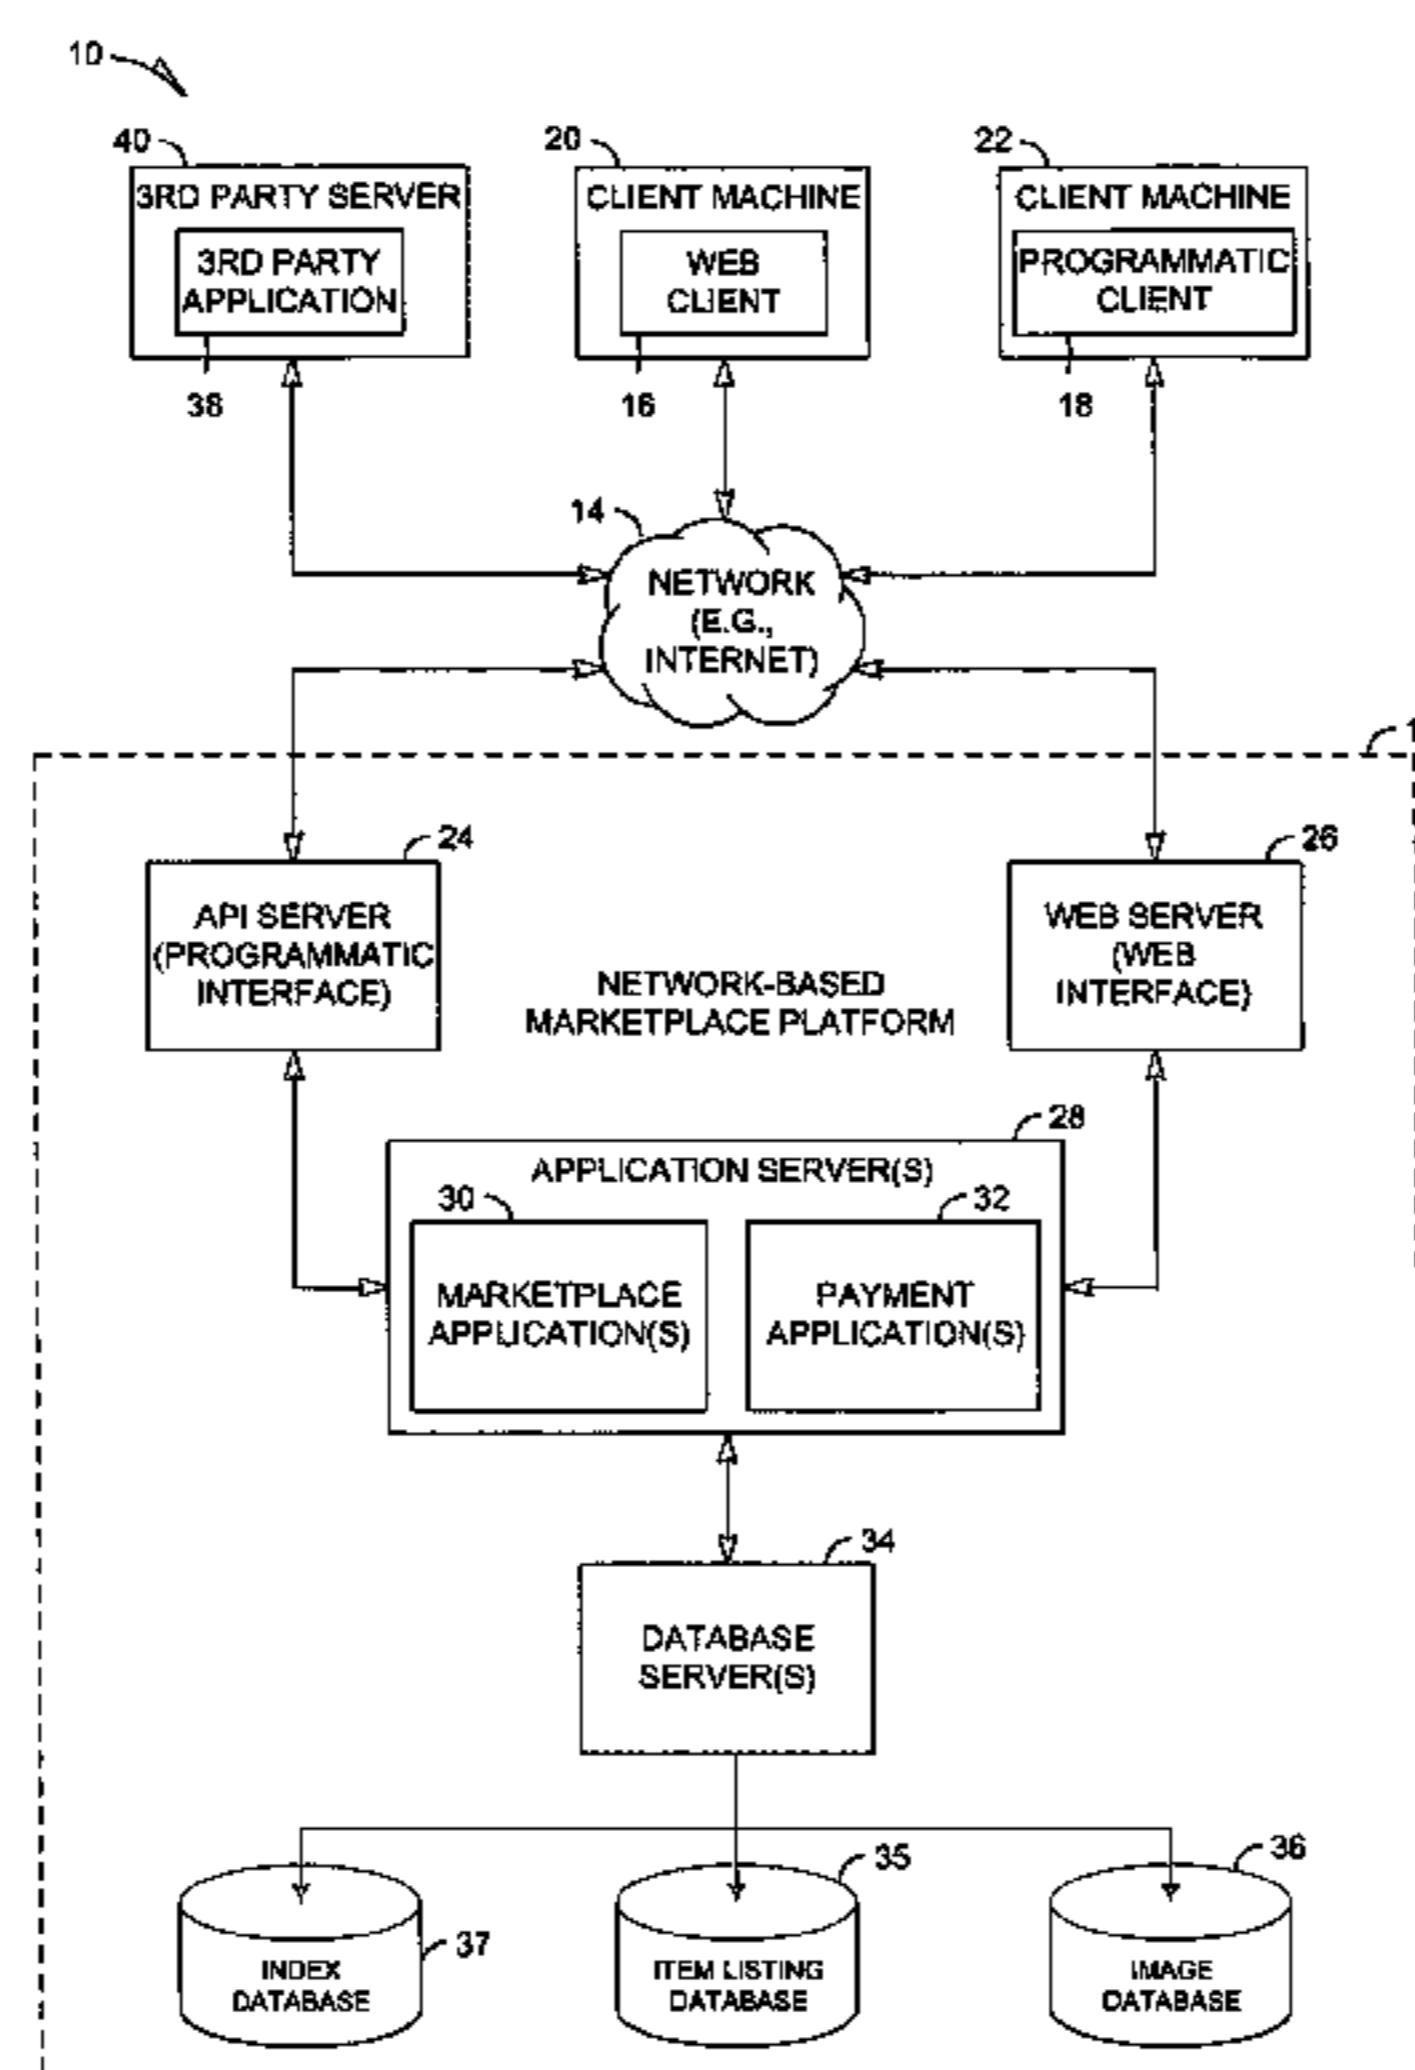 10
40
20
22
3RD PARTY SERVER
CLIENT MACHINE
CLIENT MACHINE
3RD PARTY
APPLICATION
WEB
CLIENT
PROGRAMMATIC
CLIENT
38
16
18
14
NETWORK
(E.G.,
INTERNET)
24
26
API SERVER
(PROGRAMMATIC
INTERFACE)
WEB SERVER
(WEB
INTERFACE)
NETWORK-BASED
MARKETPLACE PLATFORM
28
APPLICATION SERVER(S)
30
32
MARKETPLACE
APPLICATION(S)
PAYMENT
APPLICATION(S)
34
DATABASE
SERVER(S)
35
36
37
INDEX
DATABASE
ITEM LISTING
DATABASE
IMAGE
DATABASE